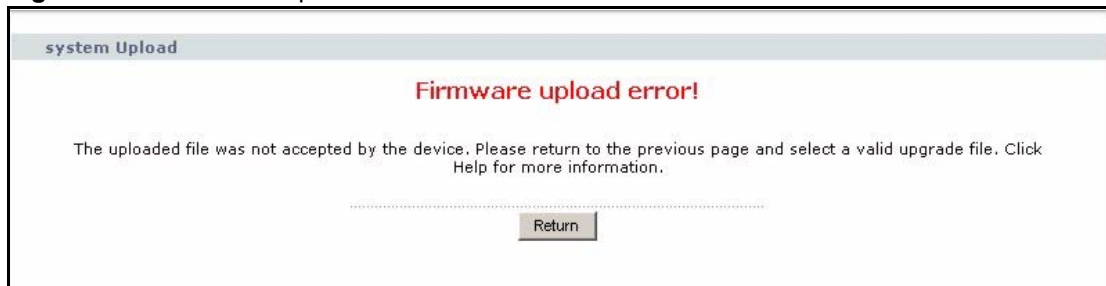 system Upload
Firmware upload error!
The uploaded file was not accepted by the device. Please return to the previous page and select a valid upgrade file. Click
Help for more information.
Return